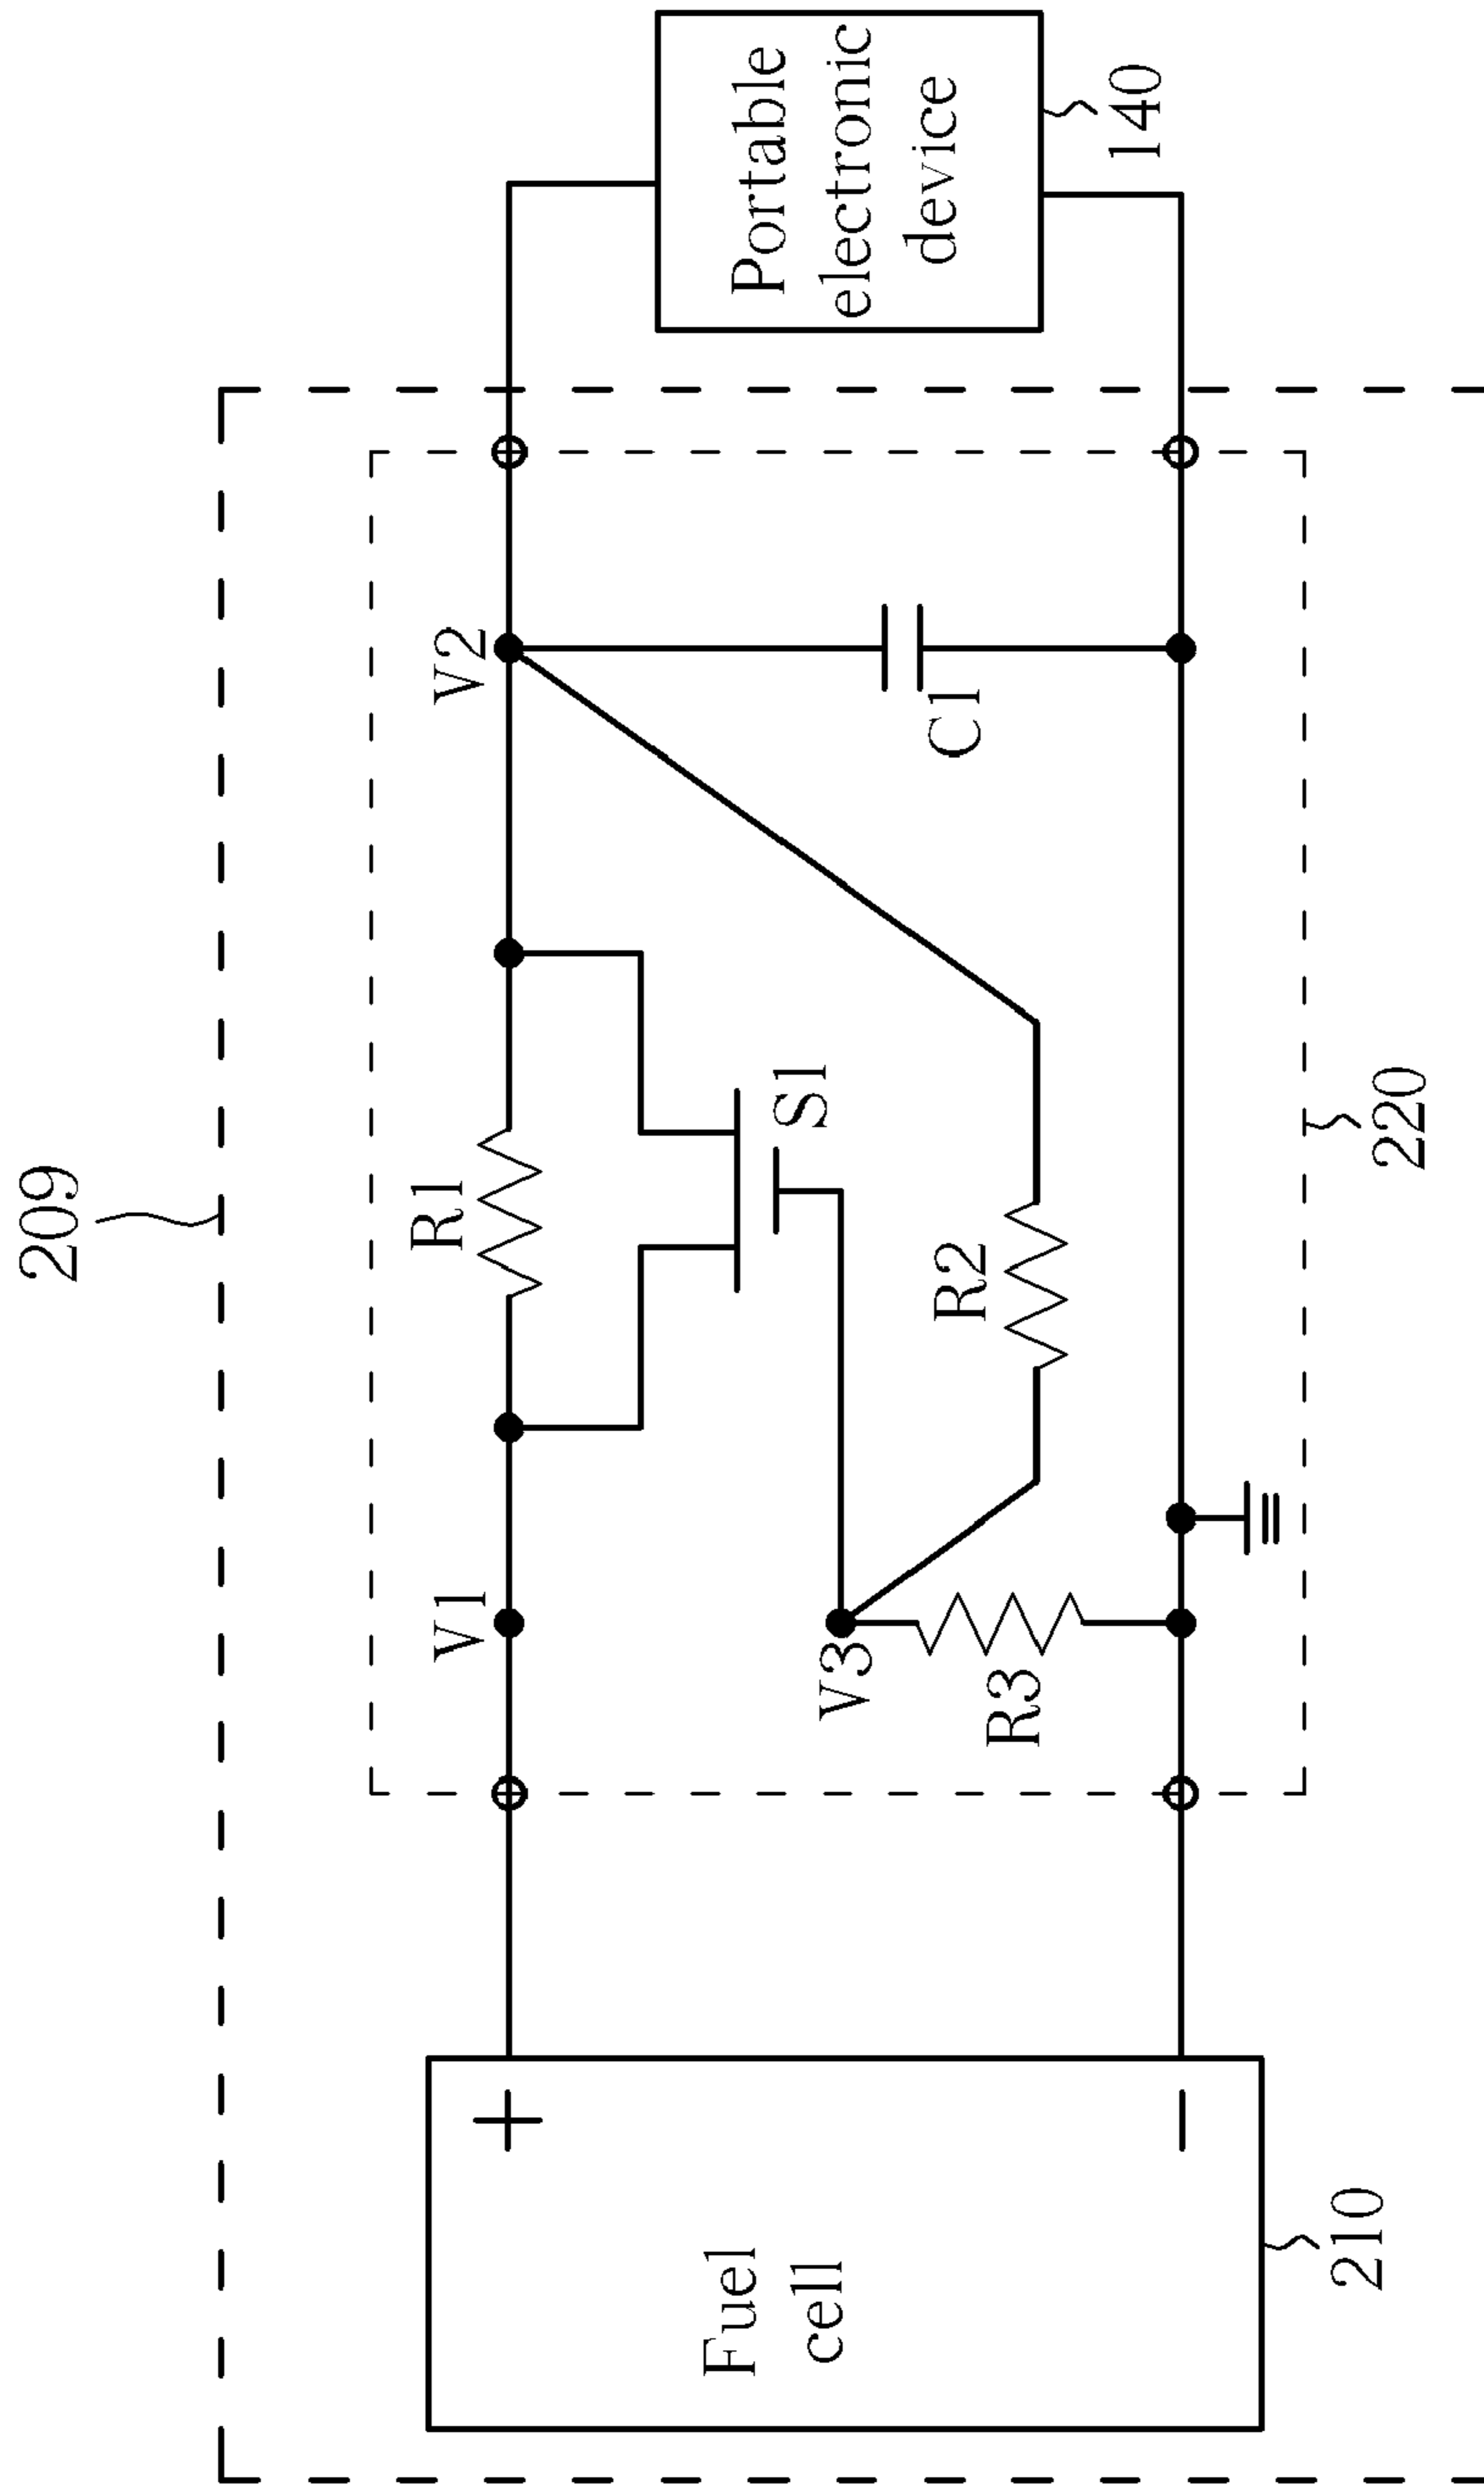 209
Fuel
cell
+
−
210
V1
R1
S1
V2
V3
R3
R2
C1
220
Portable
electronic
device
140